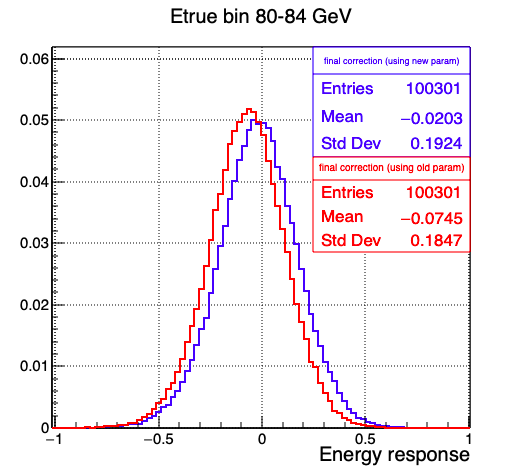 Etrue bin 80-84 GeV
final correction (using new param)
Entries 100301
Mean −0.0203
Std Dev 0.1924
final correction (using old param)
Entries 100301
Mean −0.0745
Std Dev 0.1847
0.06
0.05
0.04
0.03
0.02
0.01
0
−1 −0.5 0 0.5 1
Energy response